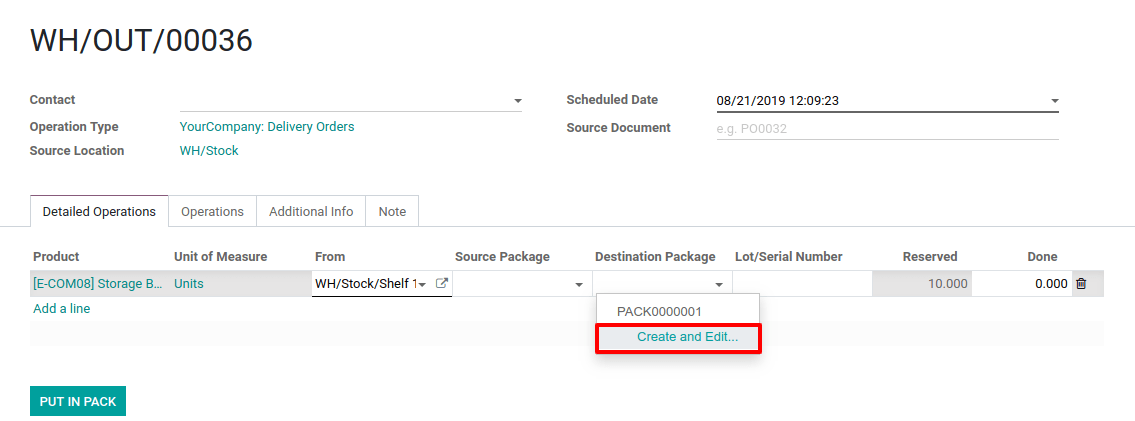 WH/OUT/00036
Contact
Scheduled Date 08/21/2019 12:09:23
Operation Type YourCompany: Delivery Orders
Source Document e.g. PO0032
Source Location WH/Stock
Detailed Operations Operations Additional Info Note
Product Unit of Measure From Source Package Destination Package Lot/Serial Number Reserved Done
[E-COM08] Storage B... Units WH/Stock/Shelf 1 10.000 0.000
Add a line
PACK0000001
Create and Edit...
PUT IN PACK